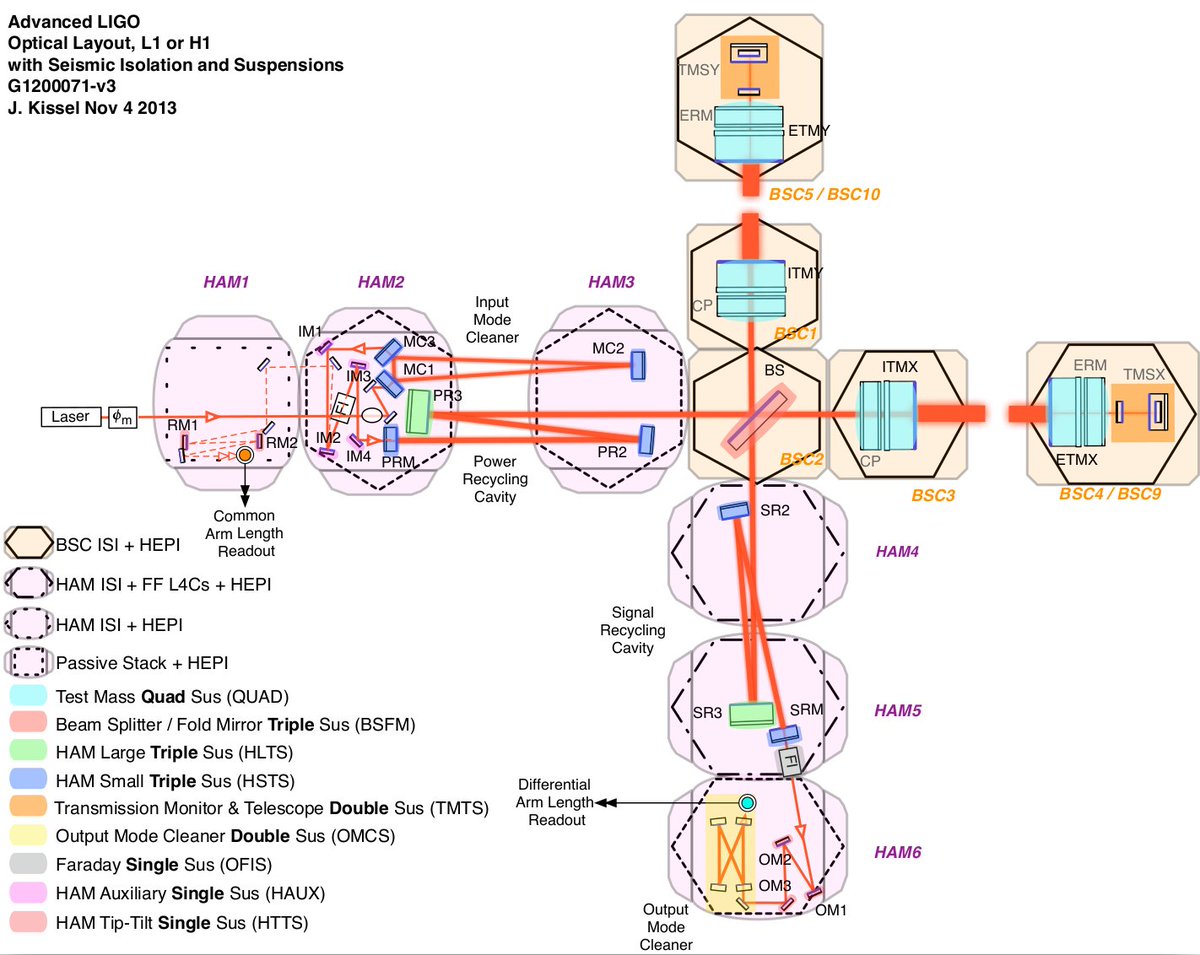 Advanced LIGO
Optical Layout, L1 or H1
with Seismic Isolation and Suspensions
G1200071-v3
J. Kissel Nov 4 2013
TMSY
ERM
ETMY
BSC5 / BSC10
ITMY
CP
BSC1
HAM1
HAM2
HAM3
Input
Mode
Cleaner
IM1
MC3
MC1
MC2
IM3
PR3
FI
Laser
ϕm
RM1
RM2
IM2
IM4
PRM
PR2
Power
Recycling
Cavity
BS
BSC2
ITMX
CP
BSC3
ERM
TMSX
ETMX
BSC4 / BSC9
Common
Arm Length
Readout
SR2
HAM4
Signal
Recycling
Cavity
SR3
SRM
HAM5
FI
Differential
Arm Length
Readout
OM2
OM3
OM1
HAM6
Output
Mode
Cleaner
BSC ISI + HEPI
HAM ISI + FF L4Cs + HEPI
HAM ISI + HEPI
Passive Stack + HEPI
Test Mass Quad Sus (QUAD)
Beam Splitter / Fold Mirror Triple Sus (BSFM)
HAM Large Triple Sus (HLTS)
HAM Small Triple Sus (HSTS)
Transmission Monitor & Telescope Double Sus (TMTS)
Output Mode Cleaner Double Sus (OMCS)
Faraday Single Sus (OFIS)
HAM Auxiliary Single Sus (HAUX)
HAM Tip-Tilt Single Sus (HTTS)